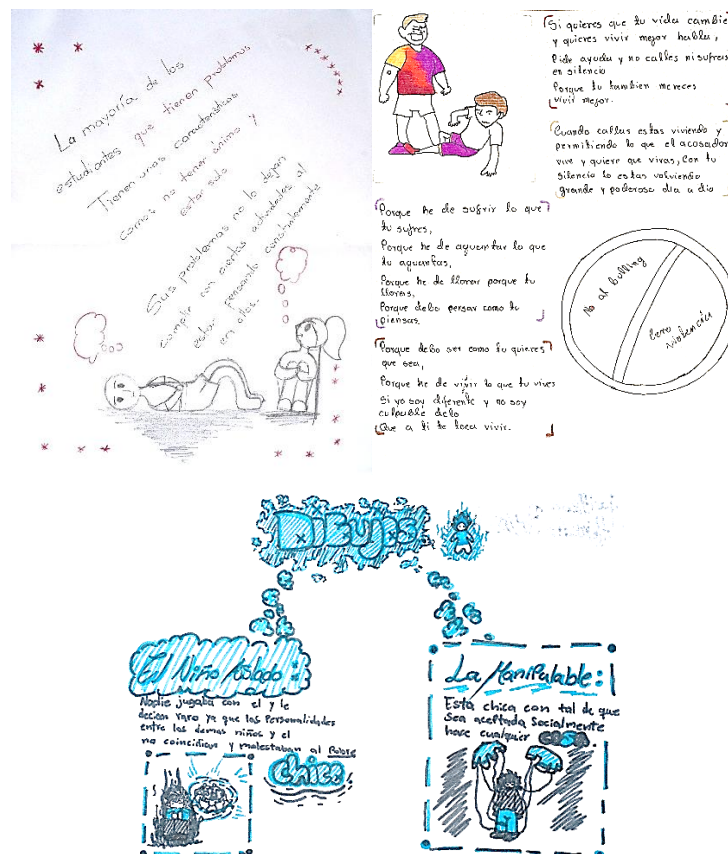 La mayoría de los
estudiantes que tienen problemas
Tienen unas características
como: no tener ánimo y
estar solo
Sus problemas no lo dejan
cumplir con ciertas actividades al
estar pensando constantemente
en ellos.
Si quieres que tu vida cambie
y quieres vivir mejor habla,
Pide ayuda y no calles ni sufras
en silencio
Porque tu tambien mereces
vivir mejor.
Cuando callas estas viviendo y
permitiendo lo que el acosador
vive y quiere que vivas, con tu
silencio lo estas volviendo
grande y poderoso dia a dia
Porque he de sufrir lo que
tu sufres,
Porque he de aguantar lo que
tu aguantas,
Porque he de llorar porque tu
lloras,
Porque debo pensar como tu
piensas.
Porque debo ser como tu quieres
que sea,
Porque he de vivir lo que tu vives
Si yo soy diferente y no soy
culpable delo
Que a ti te toca vivir.
No al bulling
Cero violencia
DIBUJOS
El Niño Aislado:
Nadie jugaba con el y le
decian raro ya que las Personalidades
entre los demas niños y el
no coincidian y molestaban al Pobre
chico
La Manipulable:
Esta chica con tal de que
sea aceptada socialmente
hace cualquier COSA.